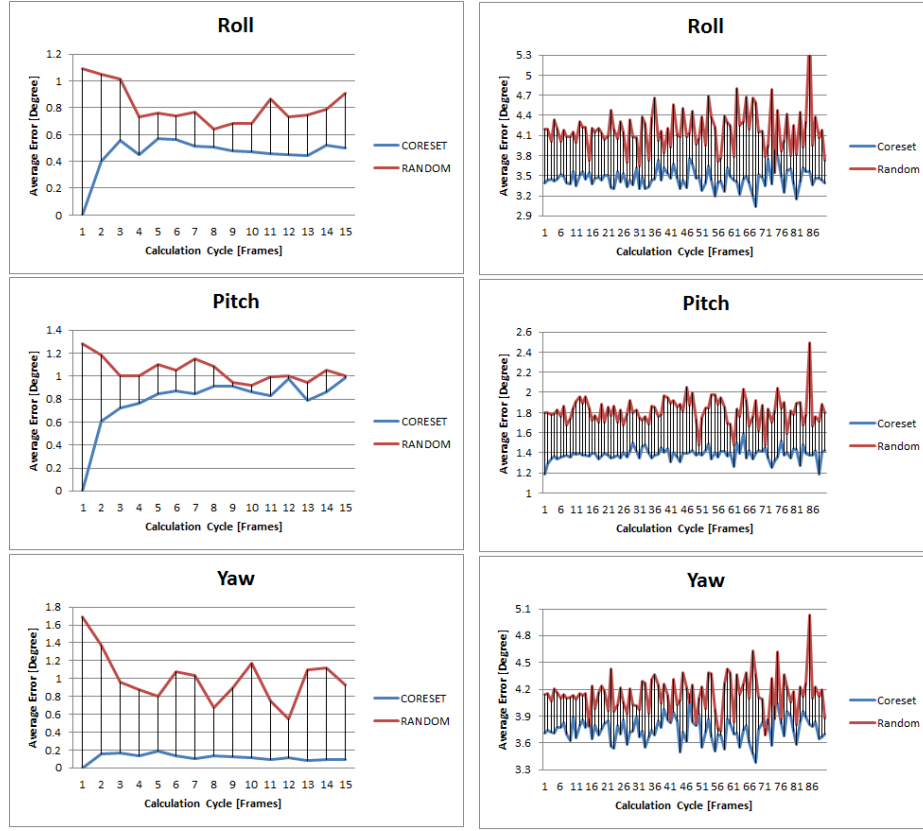 Roll
Average Error [Degree]
1.2
1
0.8
0.6
0.4
0.2
0
1 2 3 4 5 6 7 8 9 10 11 12 13 14 15
Calculation Cycle [Frames]
CORESET
RANDOM
Roll
Average Error [Degree]
5.3
5
4.7
4.4
4.1
3.8
3.5
3.2
2.9
1 6 11 16 21 26 31 36 41 46 51 56 61 66 71 76 81 86
Calculation Cycle [Frames]
Coreset
Random
Pitch
Average Error [Degree]
1.4
1.2
1
0.8
0.6
0.4
0.2
0
1 2 3 4 5 6 7 8 9 10 11 12 13 14 15
Calculation Cycle [Frames]
CORESET
RANDOM
Pitch
Average Error [Degree]
2.6
2.4
2.2
2
1.8
1.6
1.4
1.2
1
1 6 11 16 21 26 31 36 41 46 51 56 61 66 71 76 81 86
Calculation Cycle [Frames]
Coreset
Random
Yaw
Average Error [Degree]
1.8
1.6
1.4
1.2
1
0.8
0.6
0.4
0.2
0
1 2 3 4 5 6 7 8 9 10 11 12 13 14 15
Calculation Cycle [Frames]
CORESET
RANDOM
Yaw
Average Error [Degree]
5.1
4.8
4.5
4.2
3.9
3.6
3.3
1 6 11 16 21 26 31 36 41 46 51 56 61 66 71 76 81 86
Calculation Cycle [Frames]
Coreset
Random